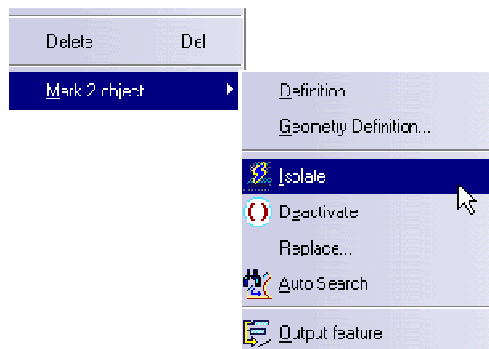 Delete Del
Mark 2 object
Definition
Geometry Definition...
Isolate
Deactivate
Replace...
Auto Search
Output feature